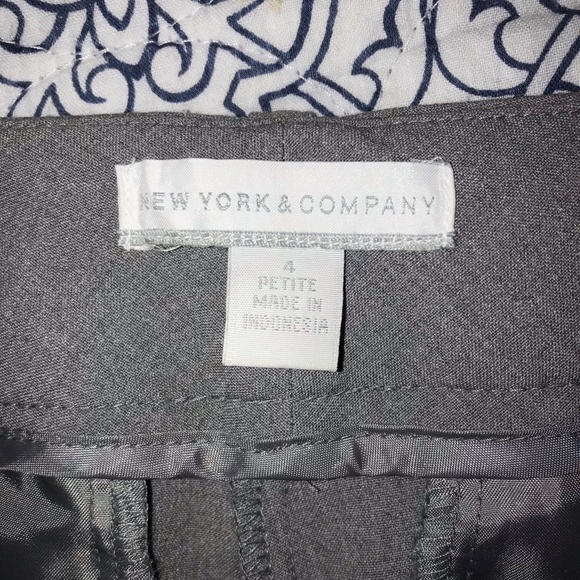 NEW YORK & COMPANY
4
PETITE
MADE IN
INDONESIA